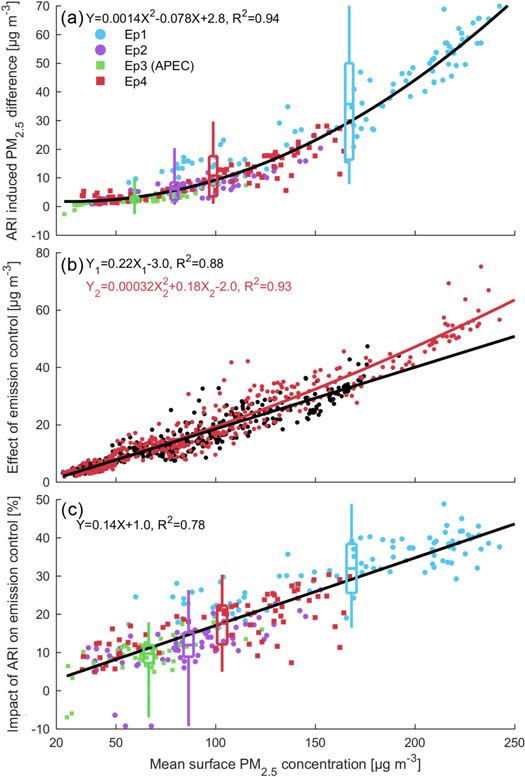 (a) Y=0.0014X²-0.078X+2.8, R²=0.94
Ep1
Ep2
Ep3 (APEC)
Ep4
70
60
50
40
30
20
10
0
-10
ARI induced PM₂.₅ difference [µg m⁻³]
(b) Y₁=0.22X₁-3.0, R²=0.88
Y₂=0.00032X₂²+0.18X₂-2.0, R²=0.93
80
60
40
20
0
Effect of emission control [µg m⁻³]
(c)
Y=0.14X+1.0, R²=0.78
50
40
30
20
10
0
-10
Impact of ARI on emission control [%]
20 50 100 150 200 250
Mean surface PM₂.₅ concentration [µg m⁻³]